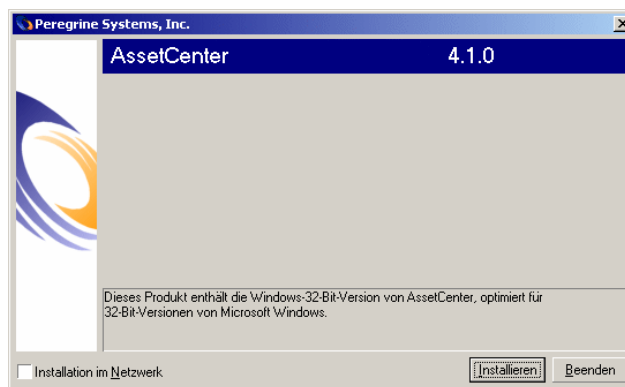 Peregrine Systems, Inc.
AssetCenter 4.1.0
Dieses Produkt enthält die Windows-32-Bit-Version von AssetCenter, optimiert für
32-Bit-Versionen von Microsoft Windows.
Installation im Netzwerk
Installieren Beenden